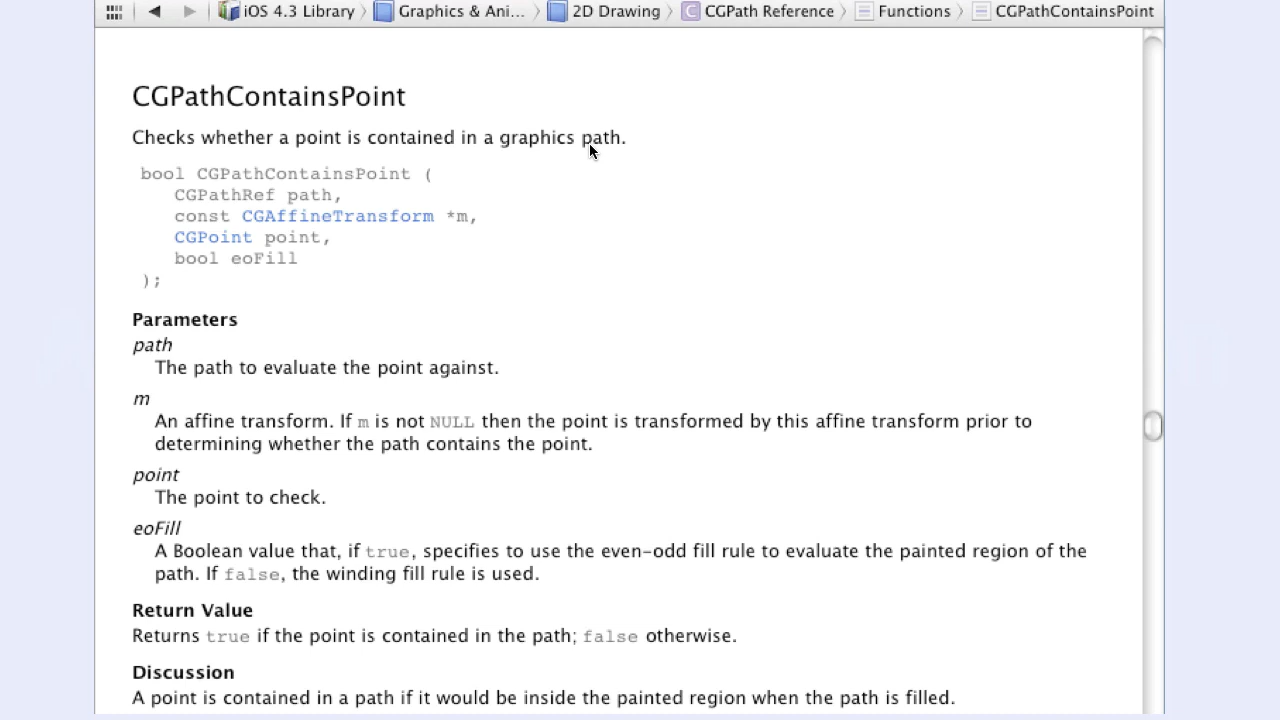 iOS 4.3 Library Graphics & Ani... 2D Drawing CGPath Reference Functions CGPathContainsPoint
CGPathContainsPoint
Checks whether a point is contained in a graphics path.
bool CGPathContainsPoint (
CGPathRef path,
const CGAffineTransform *m,
CGPoint point,
bool eoFill
);
Parameters
path
The path to evaluate the point against.
m
An affine transform. If m is not NULL then the point is transformed by this affine transform prior to
determining whether the path contains the point.
point
The point to check.
eoFill
A Boolean value that, if true, specifies to use the even-odd fill rule to evaluate the painted region of the
path. If false, the winding fill rule is used.
Return Value
Returns true if the point is contained in the path; false otherwise.
Discussion
A point is contained in a path if it would be inside the painted region when the path is filled.